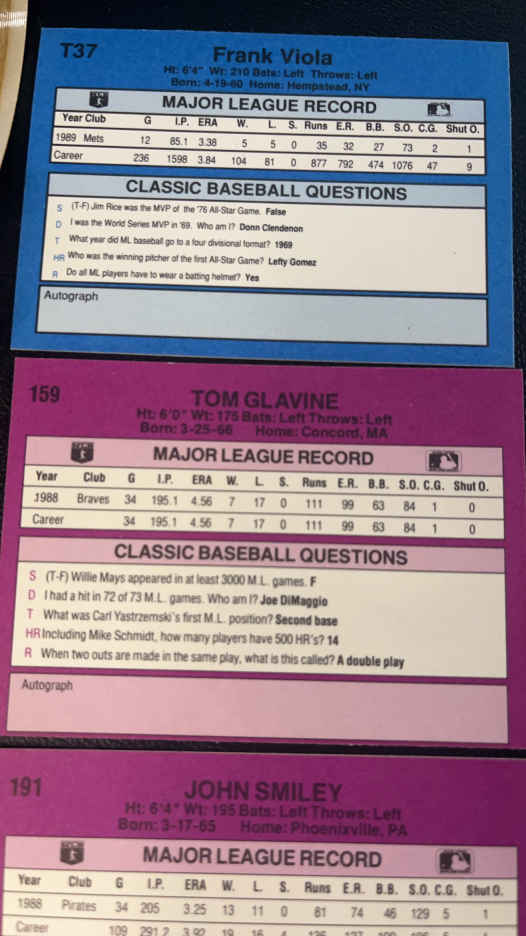 T37
Frank Viola
Ht: 6'4" Wt: 210 Bats: Left Throws: Left
Born: 4-19-60 Home: Hempstead, NY
MAJOR LEAGUE RECORD
Year Club G I.P. ERA W. L. S. Runs E.R. B.B. S.O. C.G. Shut O.
1989 Mets 12 85.1 3.38 5 5 0 35 32 27 73 2 1
Career 236 1598 3.84 104 81 0 877 792 474 1076 47 9
CLASSIC BASEBALL QUESTIONS
S (T-F) Jim Rice was the MVP of the '76 All-Star Game. False
D I was the World Series MVP in '69. Who am I? Donn Clendenon
T What year did ML baseball go to a four divisional format? 1969
HR Who was the winning pitcher of the first All-Star Game? Lefty Gomez
R Do all ML players have to wear a batting helmet? Yes
Autograph
159
TOM GLAVINE
Ht: 6'0" Wt: 175 Bats: Left Throws: Left
Born: 3-25-66 Home: Concord, MA
MAJOR LEAGUE RECORD
Year Club G I.P. ERA W. L. S. Runs E.R. B.B. S.O. C.G. Shut O.
1988 Braves 34 195.1 4.56 7 17 0 111 99 63 84 1 0
Career 34 195.1 4.56 7 17 0 111 99 63 84 1 0
CLASSIC BASEBALL QUESTIONS
S (T-F) Willie Mays appeared in at least 3000 M.L. games. F
D I had a hit in 72 of 73 M.L. games. Who am I? Joe DiMaggio
T What was Carl Yastrzemski's first M.L. position? Second base
HR Including Mike Schmidt, how many players have 500 HR's? 14
R When two outs are made in the same play, what is this called? A double play
Autograph
191
JOHN SMILEY
Ht: 6'4" Wt: 195 Bats: Left Throws: Left
Born: 3-17-65 Home: Phoenixville, PA
MAJOR LEAGUE RECORD
Year Club G I.P. ERA W. L. S. Runs E.R. B.B. S.O. C.G. Shut O.
1988 Pirates 34 205 3.25 13 11 0 81 74 46 129 5 1
Career 109 291.2 3.92 19 16 4 136 127